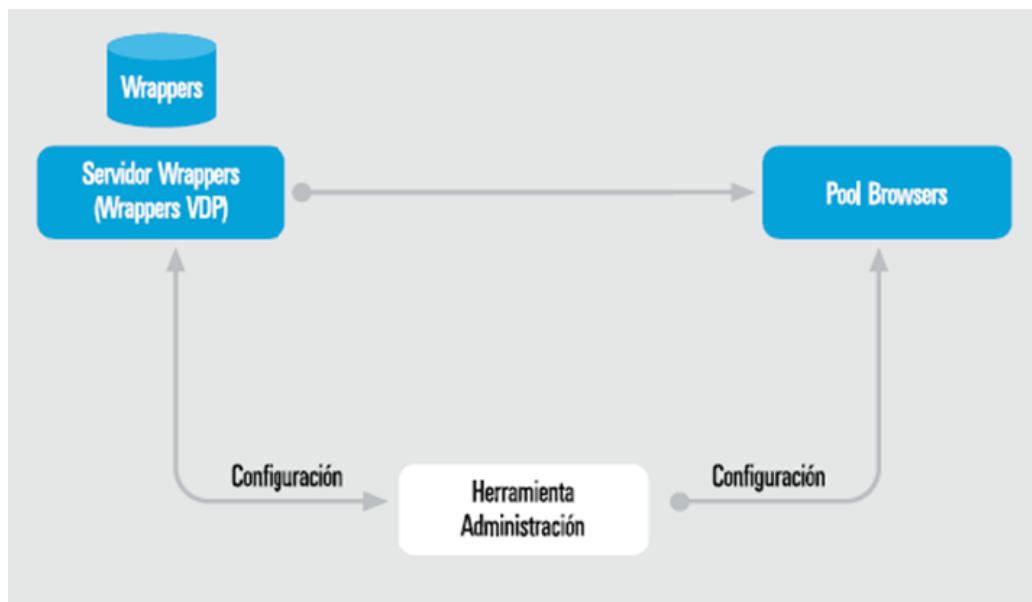 Wrappers
Servidor Wrappers
(Wrappers VDP)
Pool Browsers
Configuración
Configuración
Herramienta
Administración